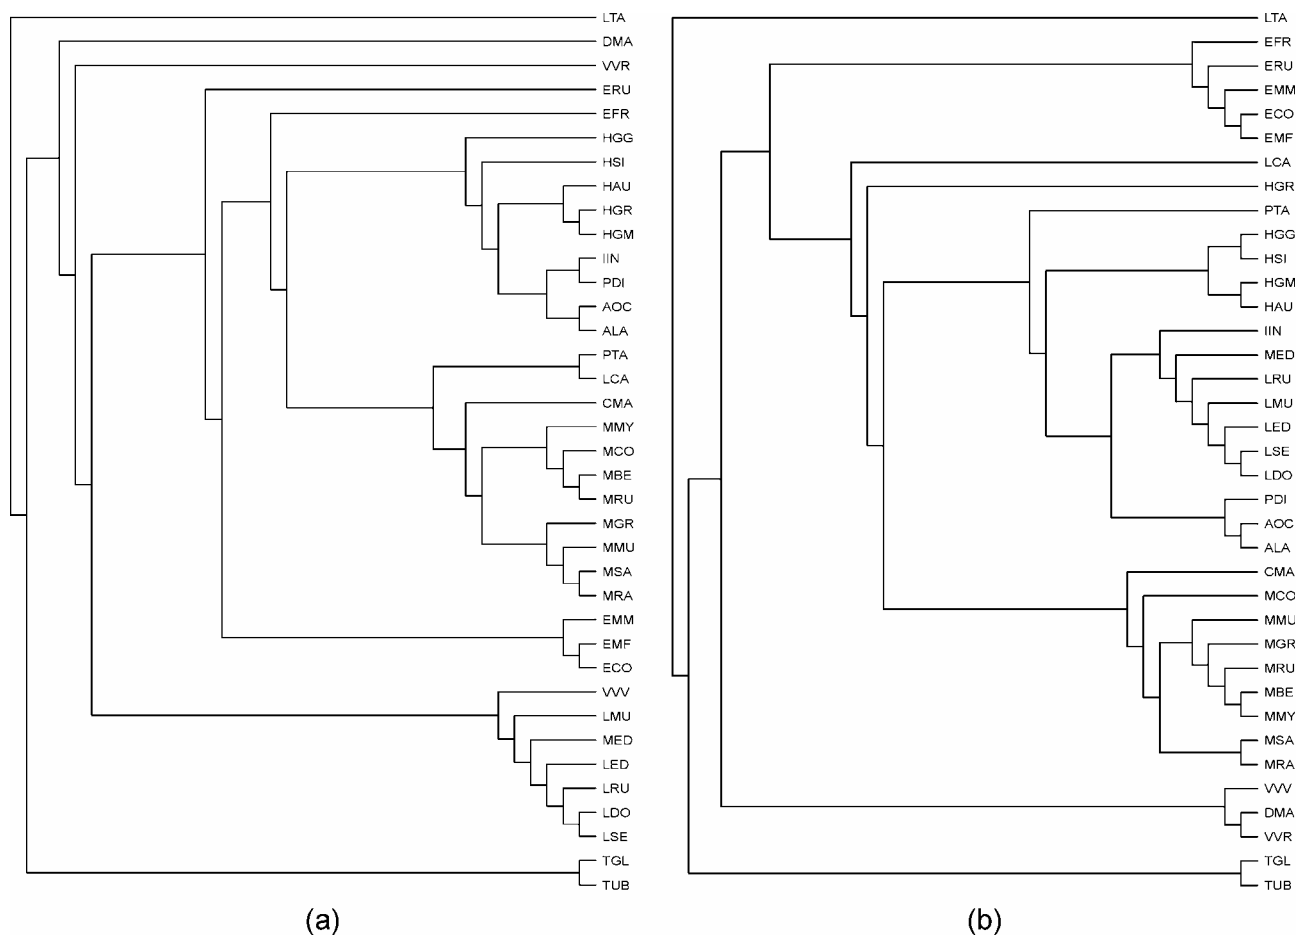 LTA
DMA
VVR
ERU
EFR
HGG
HSI
HAU
HGR
HGM
IIN
PDI
AOC
ALA
PTA
LCA
CMA
MMY
MCO
MBE
MRU
MGR
MMU
MSA
MRA
EMM
EMF
ECO
VVV
LMU
MED
LED
LRU
LDO
LSE
TGL
TUB
(a)
LTA
EFR
ERU
EMM
ECO
EMF
LCA
HGR
PTA
HGG
HSI
HGM
HAU
IIN
MED
LRU
LMU
LED
LSE
LDO
PDI
AOC
ALA
CMA
MCO
MMU
MGR
MRU
MBE
MMY
MSA
MRA
VVV
DMA
VVR
TGL
TUB
(b)